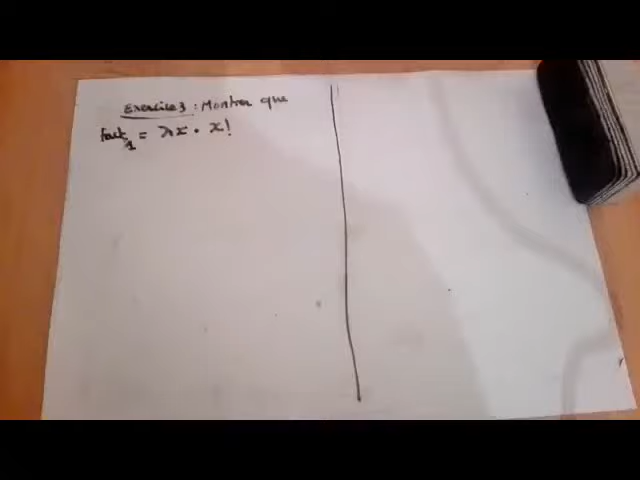 Exercice 3 : Montrer que
fact₁ = λx . x!